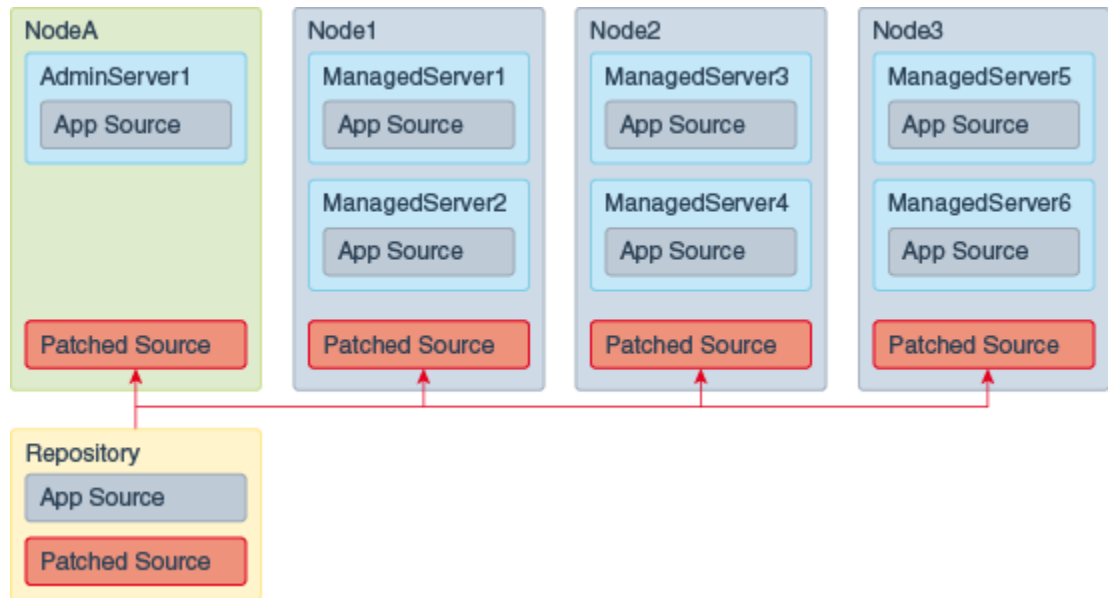 NodeA
AdminServer1
App Source
Patched Source
Node1
ManagedServer1
App Source
ManagedServer2
App Source
Patched Source
Node2
ManagedServer3
App Source
ManagedServer4
App Source
Patched Source
Node3
ManagedServer5
App Source
ManagedServer6
App Source
Patched Source
Repository
App Source
Patched Source